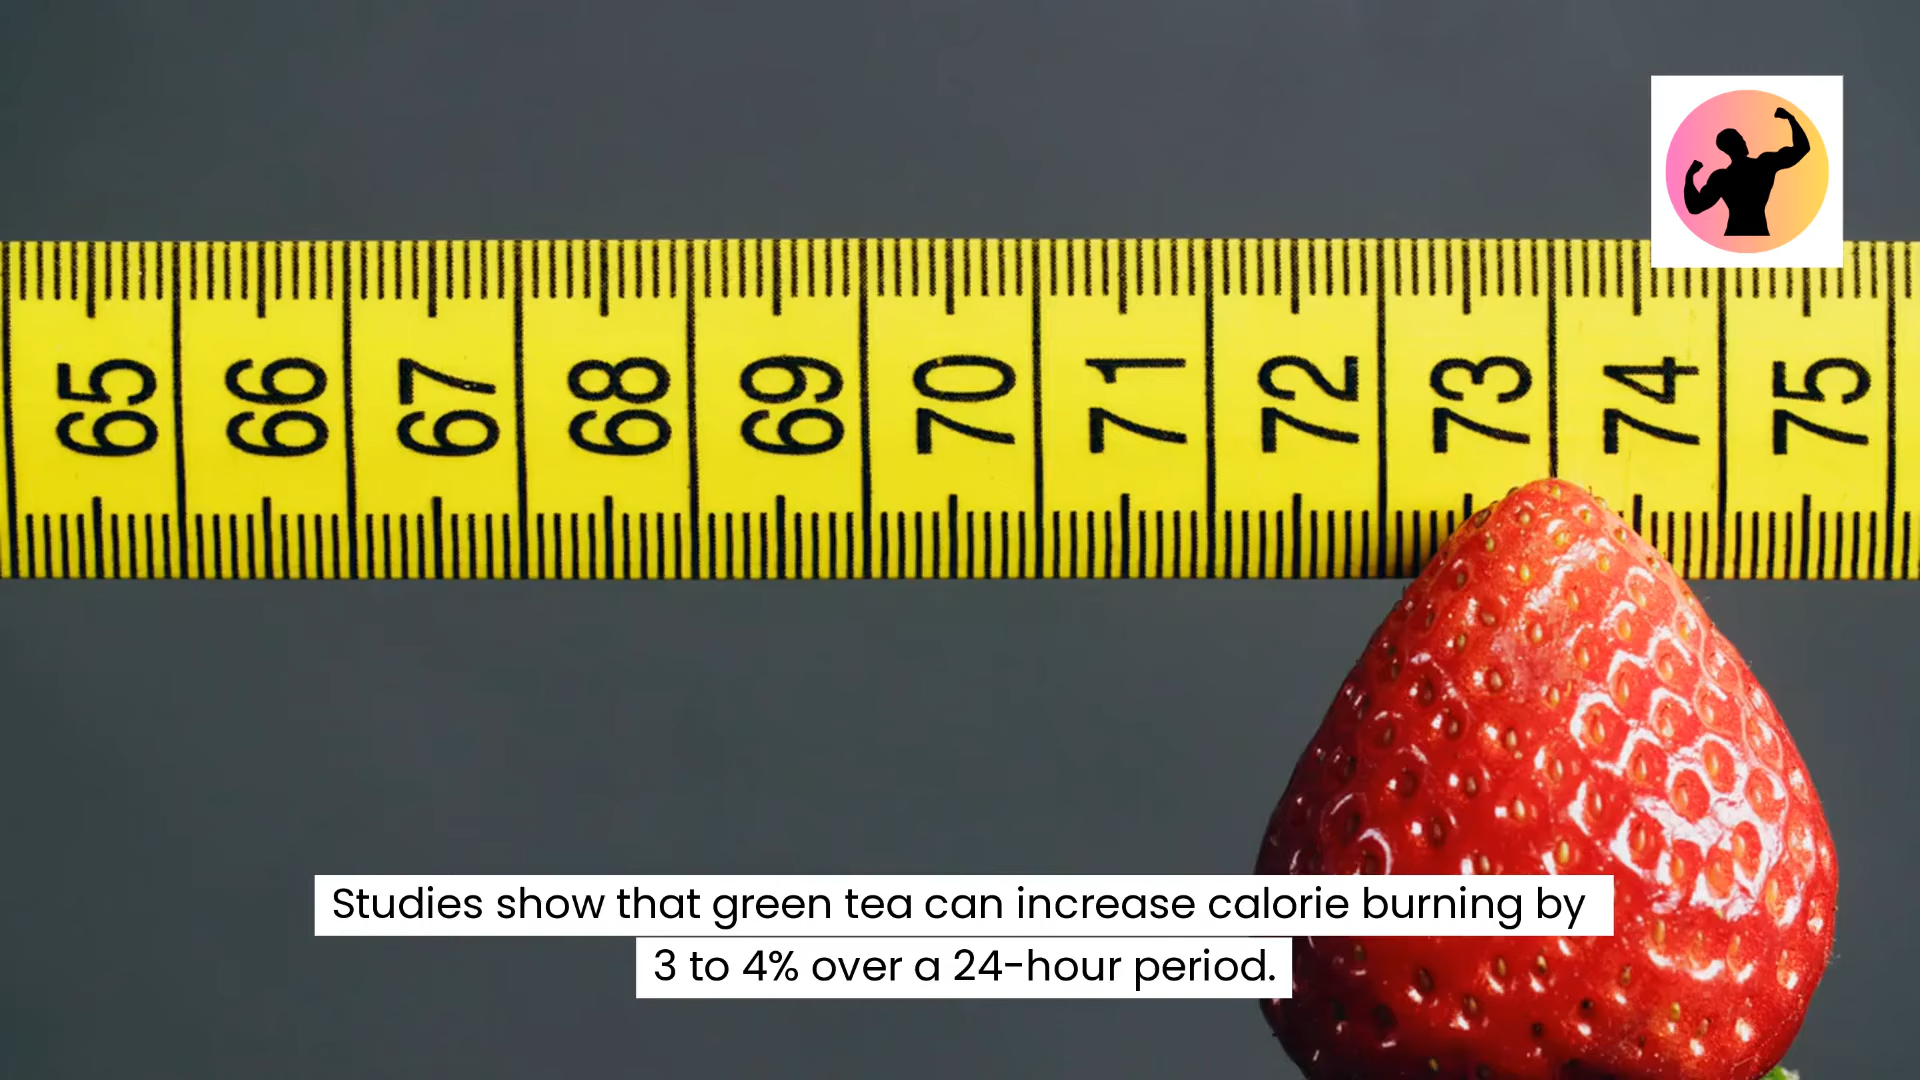 65 66 67 68 69 70 71 72 73 74 75
Studies show that green tea can increase calorie burning by
3 to 4% over a 24-hour period.